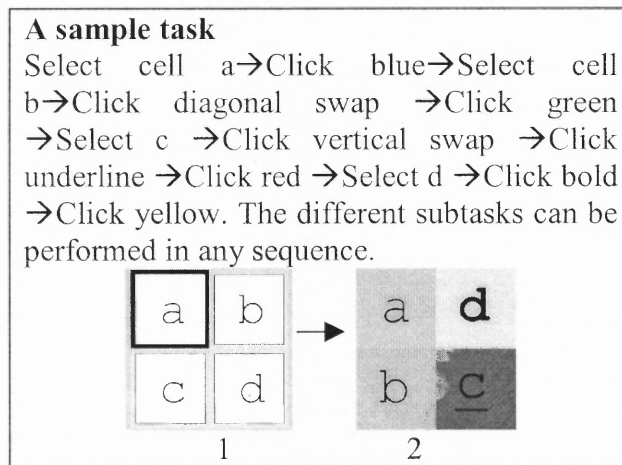 A sample task
Select cell a→Click blue→Select cell
b→Click diagonal swap →Click green
→Select c →Click vertical swap →Click
underline →Click red →Select d →Click bold
→Click yellow. The different subtasks can be
performed in any sequence.
a b a d
c d b c
1 2